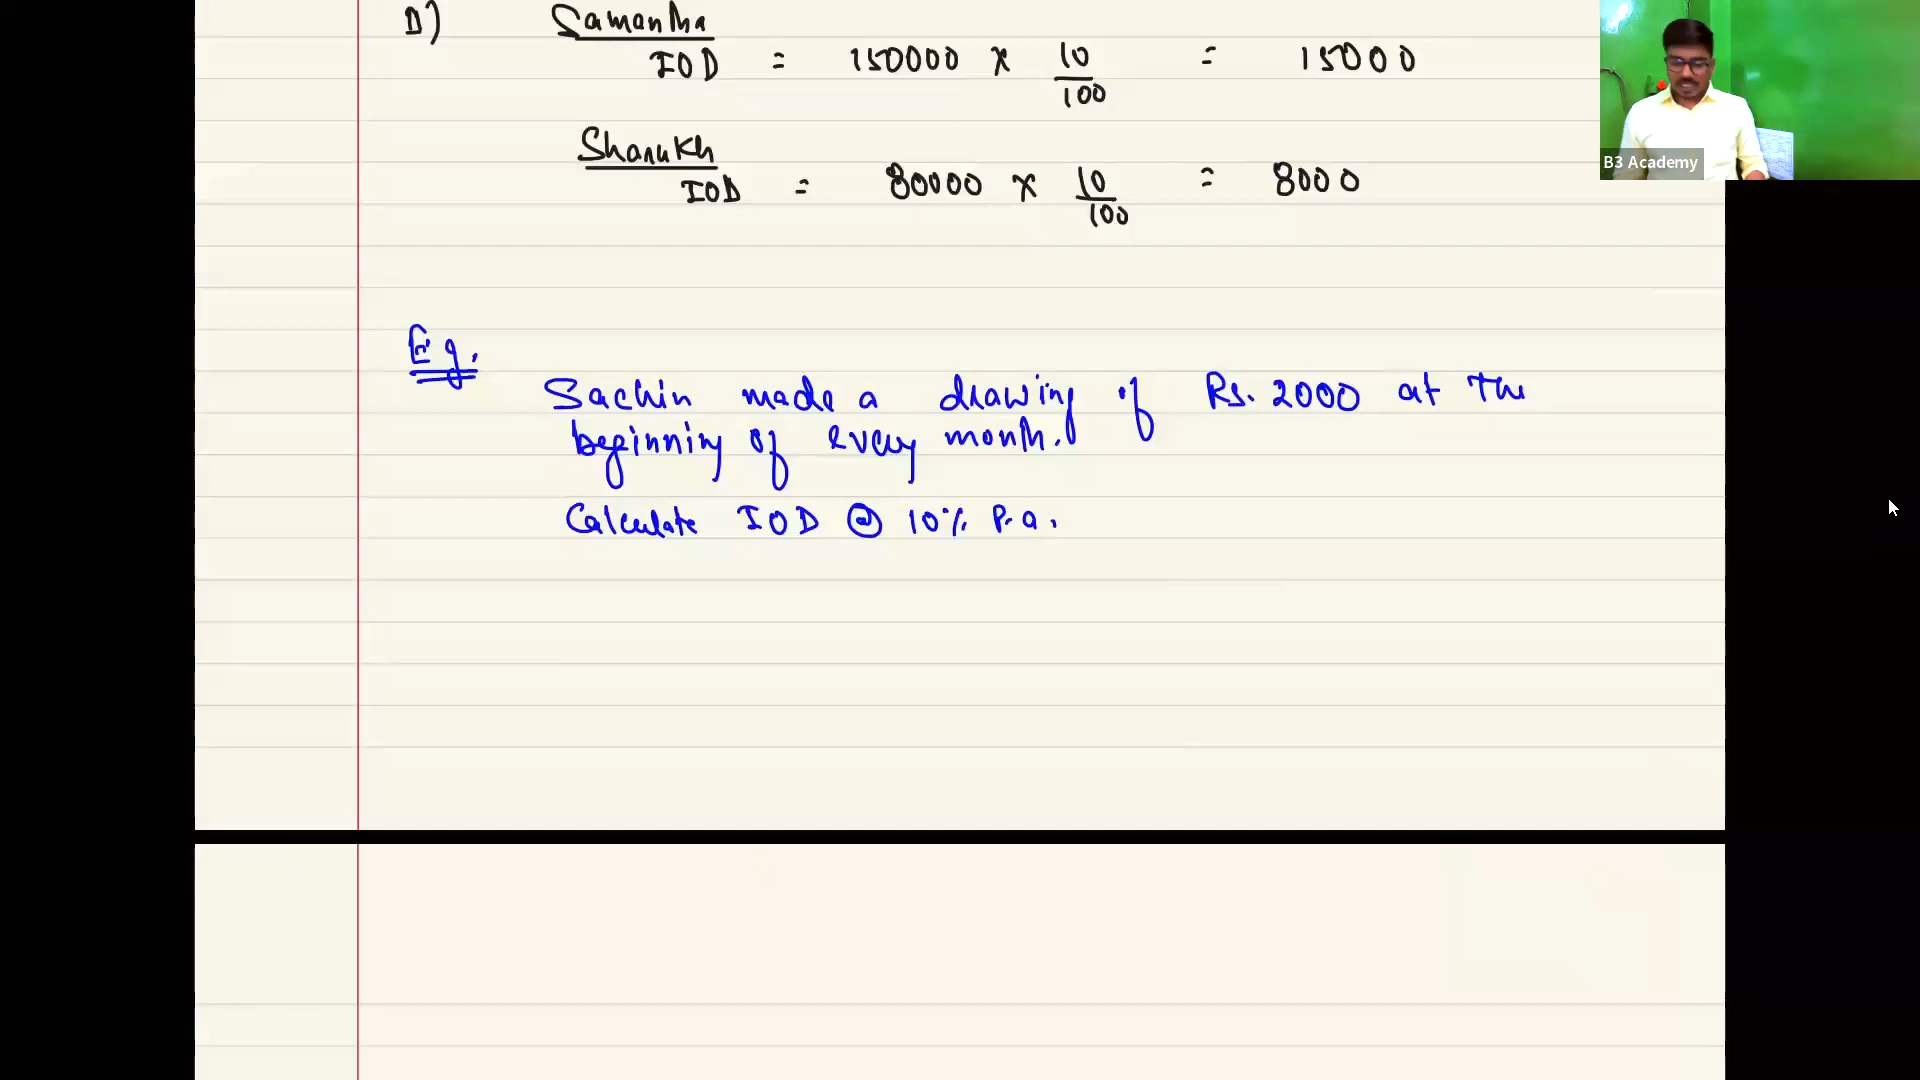 D) Samantha
IOD = 150000 x 10/100 = 15000
Sharukh
IOD = 80000 x 10/100 = 8000
B3 Academy
Eg.
Sachin made a drawing of Rs. 2000 at the
beginning of every month.
Calculate IOD @ 10% P.a.